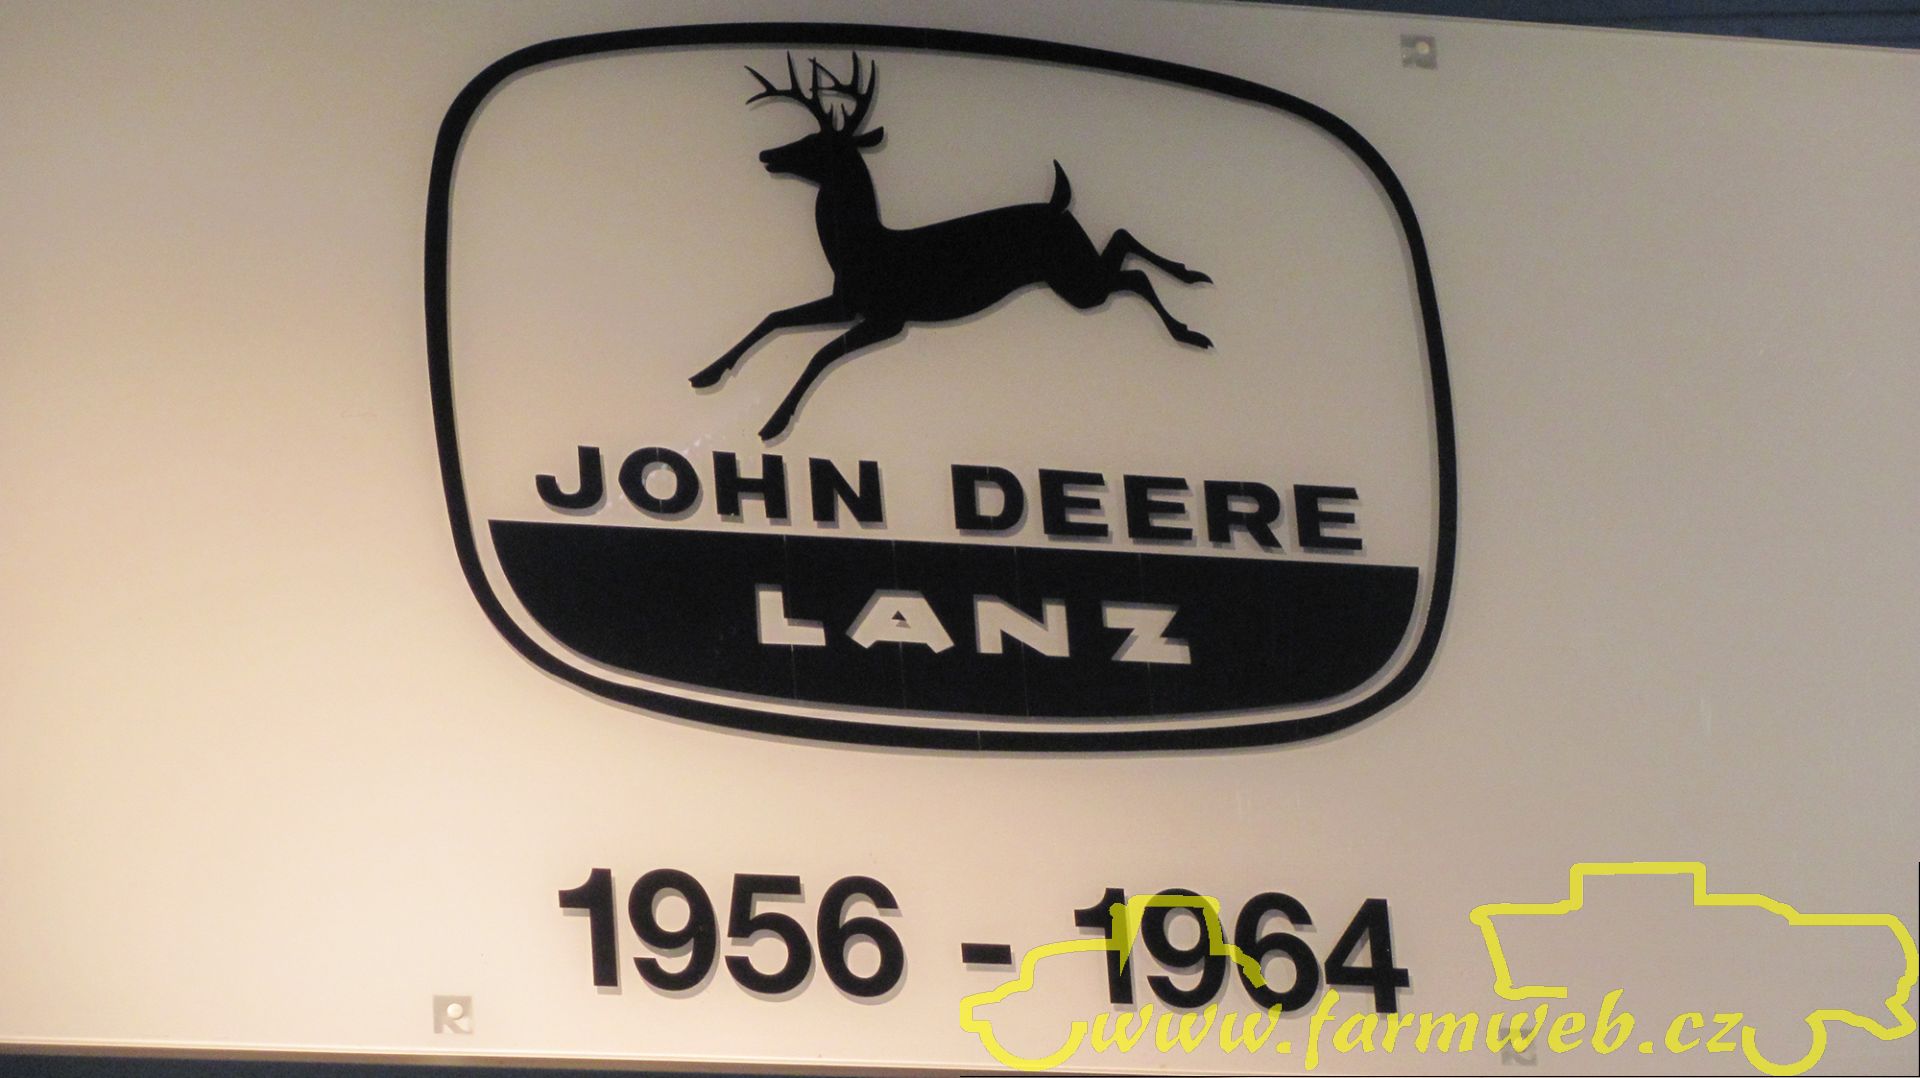 JOHN DEERE
LANZ
1956 - 1964
www.farmweb.cz